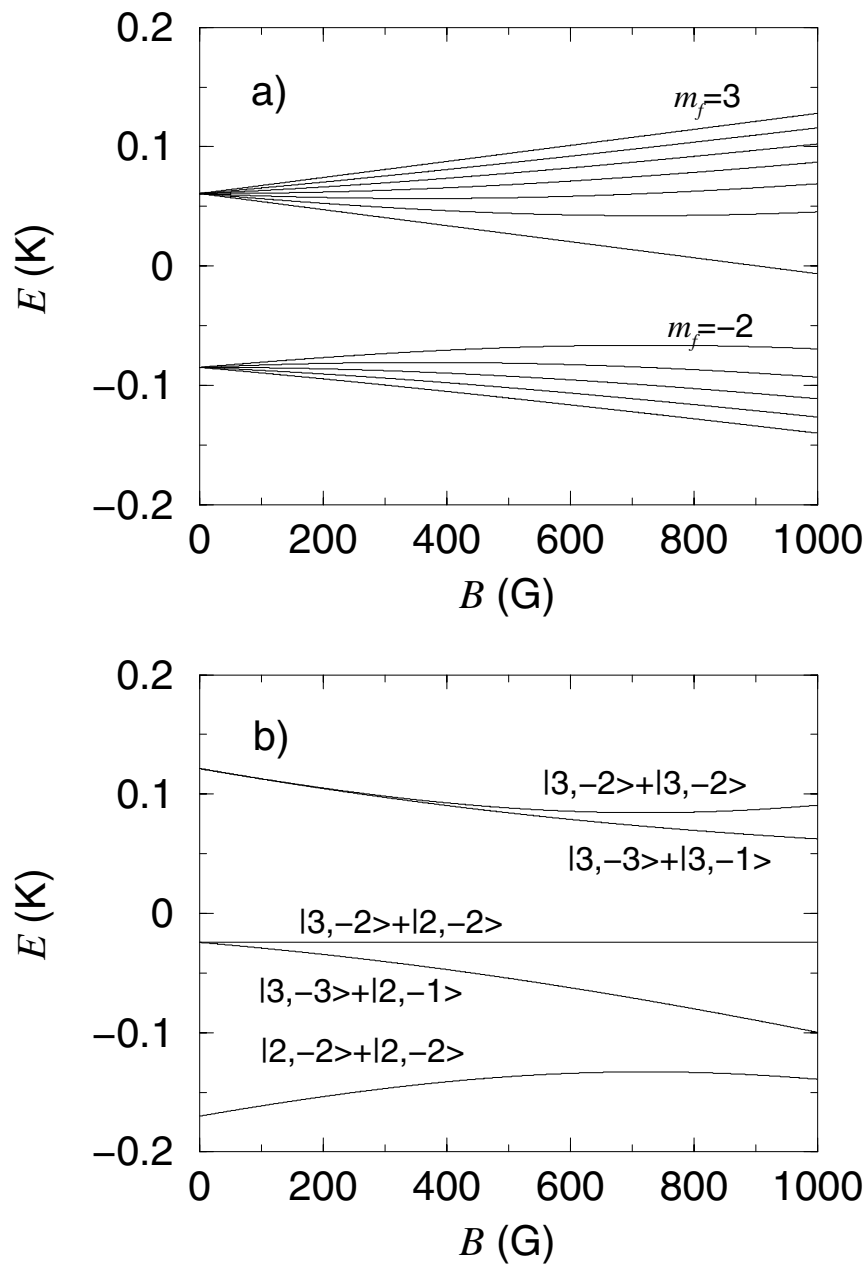 0.2
a)
m_f=3
0.1
E (K)
0
m_f=−2
−0.1
−0.2
0 200 400 600 800 1000
B (G)
0.2
b)
|3,−2>+|3,−2>
0.1
|3,−3>+|3,−1>
E (K)
0
|3,−2>+|2,−2>
|3,−3>+|2,−1>
−0.1
|2,−2>+|2,−2>
−0.2
0 200 400 600 800 1000
B (G)